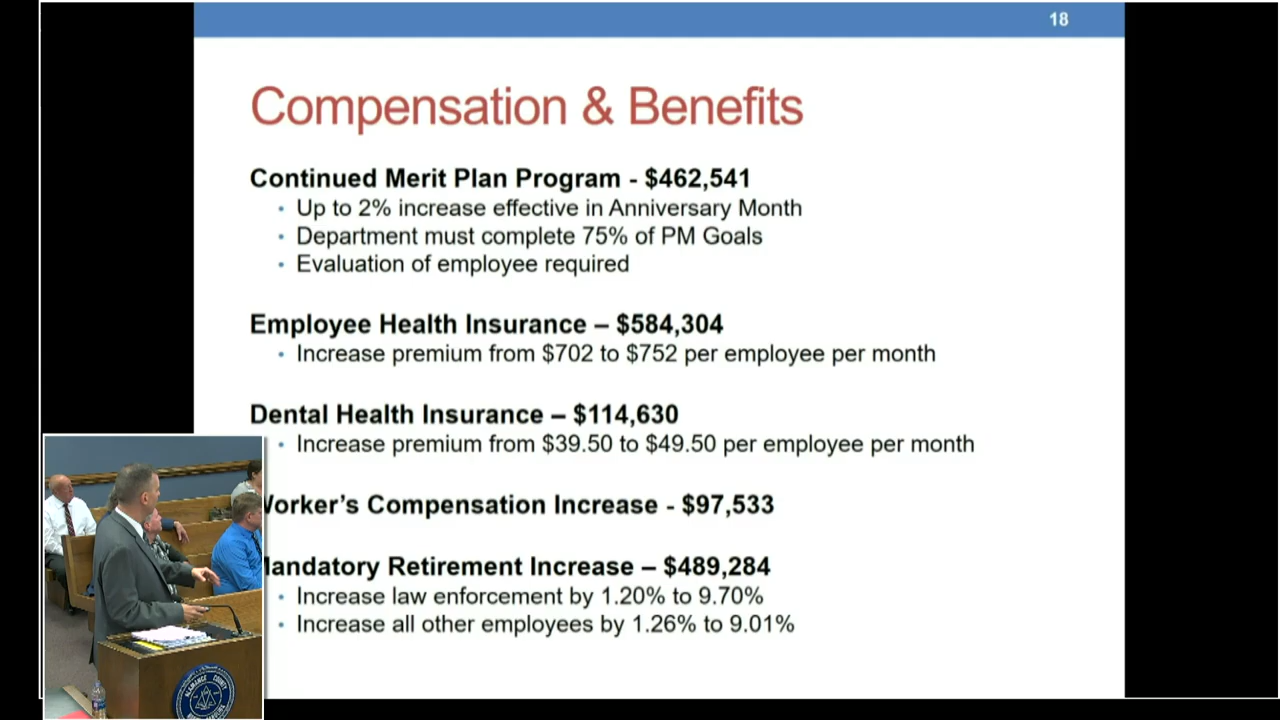 18
Compensation & Benefits
Continued Merit Plan Program - $462,541
• Up to 2% increase effective in Anniversary Month
• Department must complete 75% of PM Goals
• Evaluation of employee required
Employee Health Insurance – $584,304
• Increase premium from $702 to $752 per employee per month
Dental Health Insurance – $114,630
• Increase premium from $39.50 to $49.50 per employee per month
Worker’s Compensation Increase - $97,533
Mandatory Retirement Increase – $489,284
• Increase law enforcement by 1.20% to 9.70%
• Increase all other employees by 1.26% to 9.01%
ALAMANCE COUNTY